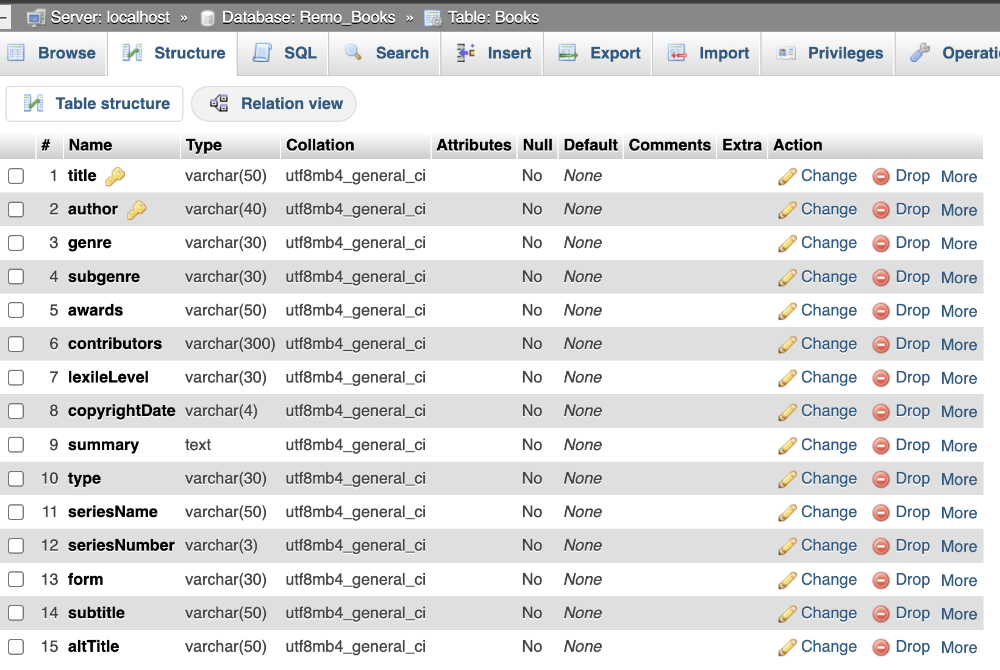 Server: localhost » Database: Remo_Books » Table: Books
Browse Structure SQL Search Insert Export Import Privileges Operati
Table structure Relation view
# Name Type Collation Attributes Null Default Comments Extra Action
1 title varchar(50) utf8mb4_general_ci No None Change Drop More
2 author varchar(40) utf8mb4_general_ci No None Change Drop More
3 genre varchar(30) utf8mb4_general_ci No None Change Drop More
4 subgenre varchar(30) utf8mb4_general_ci No None Change Drop More
5 awards varchar(50) utf8mb4_general_ci No None Change Drop More
6 contributors varchar(300) utf8mb4_general_ci No None Change Drop More
7 lexileLevel varchar(30) utf8mb4_general_ci No None Change Drop More
8 copyrightDate varchar(4) utf8mb4_general_ci No None Change Drop More
9 summary text utf8mb4_general_ci No None Change Drop More
10 type varchar(30) utf8mb4_general_ci No None Change Drop More
11 seriesName varchar(50) utf8mb4_general_ci No None Change Drop More
12 seriesNumber varchar(3) utf8mb4_general_ci No None Change Drop More
13 form varchar(30) utf8mb4_general_ci No None Change Drop More
14 subtitle varchar(50) utf8mb4_general_ci No None Change Drop More
15 altTitle varchar(50) utf8mb4_general_ci No None Change Drop More